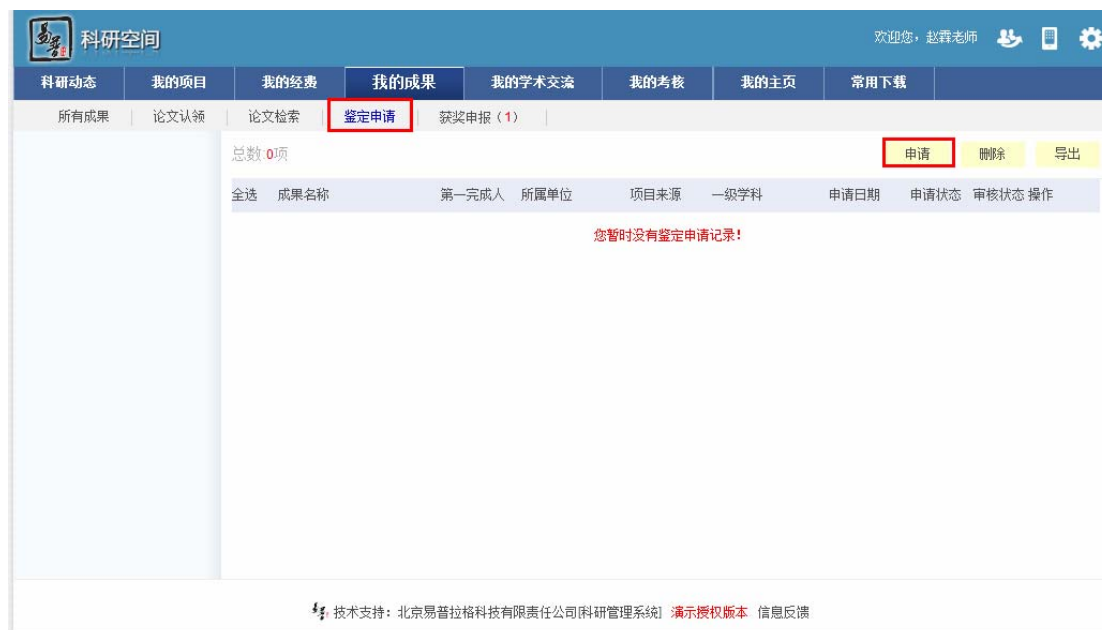 易普 科研空间 欢迎您，赵霖老师
科研动态 我的项目 我的经费 我的成果 我的学术交流 我的考核 我的主页 常用下载
所有成果 论文认领 论文检索 鉴定申请 获奖申报（1）
总数:0项 申请 删除 导出
全选 成果名称 第一完成人 所属单位 项目来源 一级学科 申请日期 申请状态 审核状态 操作
您暂时没有鉴定申请记录！
技术支持：北京易普拉格科技有限责任公司[科研管理系统] 演示授权版本 信息反馈